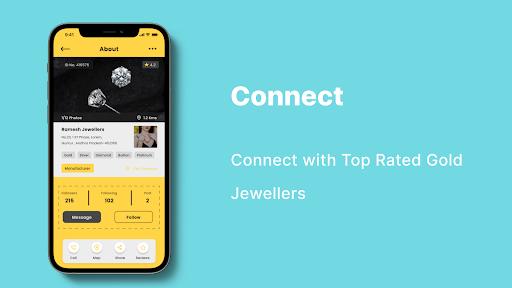 9:41
About
ID No. 419575
4.0
1/12 Photos
1.2 Kms
Ramesh Jewellers
Gold
Silver
Diamond
Bullion
Platinum
Manufacturer
Followers
Following
Post
215
102
2
Message
Follow
Call
Map
Share
Reviews
Connect
Connect with Top Rated Gold
Jewellers